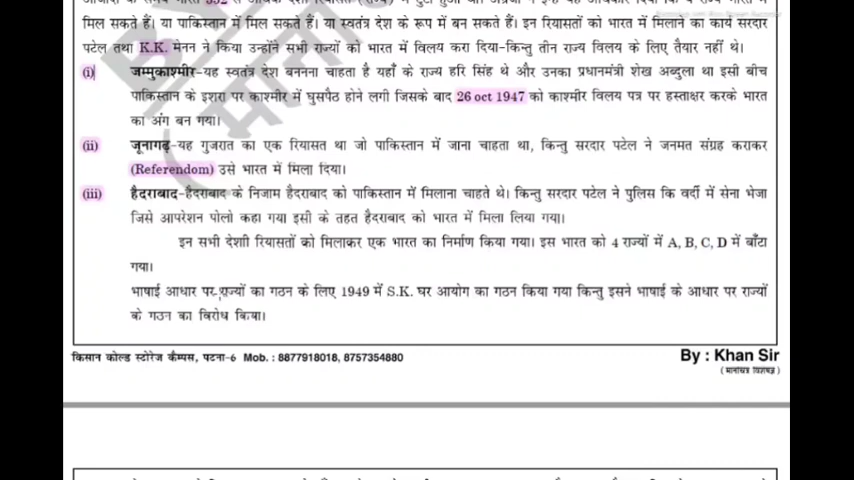 मिल सकते हैं। या पाकिस्तान में मिल सकते हैं। या स्वतंत्र देश के रूप में बन सकते हैं। इन रियासतों को भारत में मिलाने का कार्य सरदार
पटेल तथा K.K. मेनन ने किया उन्होंने सभी राज्यों को भारत में विलय करा दिया-किन्तु तीन राज्य विलय के लिए तैयार नहीं थे।
(i) जम्मुकाश्मीर-यह स्वतंत्र देश बननना चाहता है यहाँ के राज्य हरि सिंह थे और उनका प्रधानमंत्री शेख अब्दुला था इसी बीच
पाकिस्तान के इशरा पर काश्मीर में घुसपैठ होने लगी जिसके बाद 26 oct 1947 को काश्मीर विलय पत्र पर हस्ताक्षर करके भारत
का अंग बन गया।
(ii) जूनागढ़-यह गुजरात का एक रियासत था जो पाकिस्तान में जाना चाहता था, किन्तु सरदार पटेल ने जनमत संग्रह कराकर
(Referendom) उसे भारत में मिला दिया।
(iii) हैदराबाद-हैदराबाद के निजाम हैदराबाद को पाकिस्तान में मिलाना चाहते थे। किन्तु सरदार पटेल ने पुलिस कि वर्दी में सेना भेजा
जिसे आपरेशन पोलो कहा गया इसी के तहत हैदराबाद को भारत में मिला लिया गया।
इन सभी देशाी रियासतों को मिलाकर एक भारत का निर्माण किया गया। इस भारत को 4 राज्यों में A, B, C, D में बाँटा
गया।
भाषाई आधार पर राज्यों का गठन के लिए 1949 में S.K. घर आयोग का गठन किया गया किन्तु इसने भाषाई के आधार पर राज्यों
के गठन का विरोध किया।
किसान कोल्ड स्टोरेज कैम्पस, पटना-6 Mob. : 8877918018, 8757354880
By : Khan Sir
(मानचित्र विशेषज्ञ)